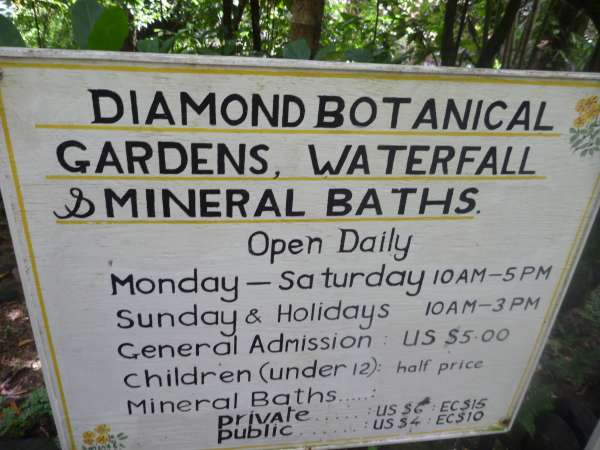 DIAMOND BOTANICAL
GARDENS, WATERFALL
& MINERAL BATHS.
Open Daily
Monday — Saturday 10AM—5PM
Sunday & Holidays 10AM—3PM
General Admission : US $5.00
Children (under 12): half price
Mineral Baths.....:
private..........: US $6 : EC$15
public..........: US $4 : EC$10